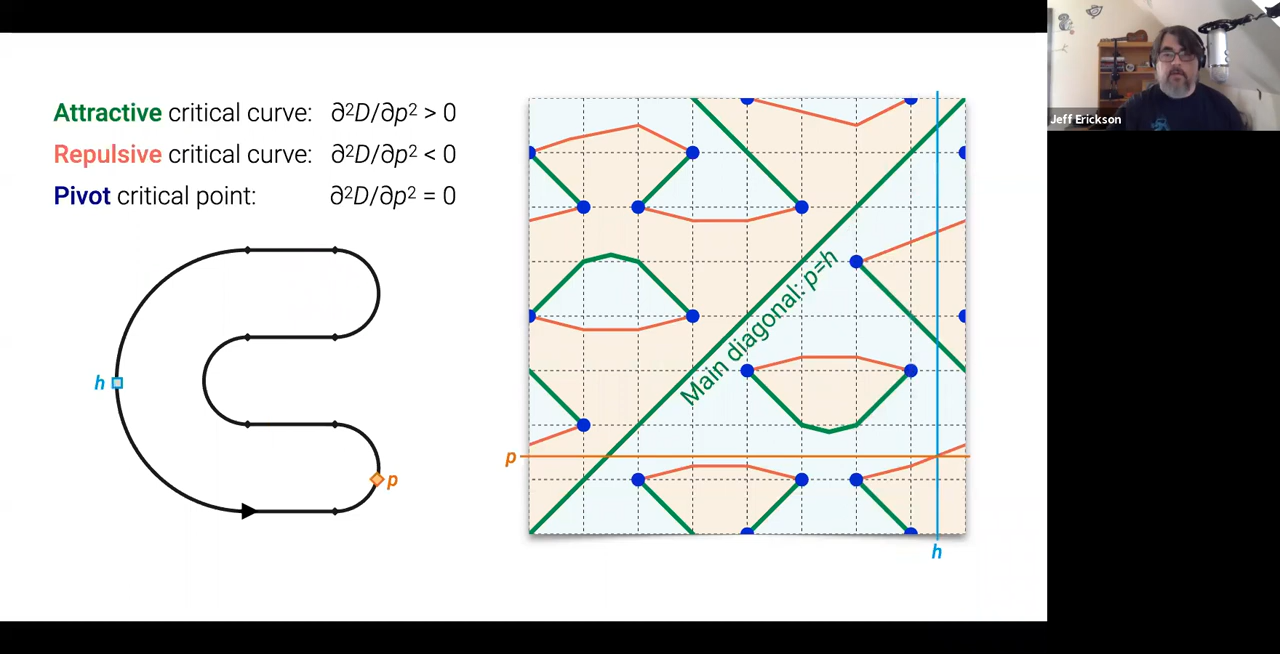 Attractive critical curve: ∂²D/∂p² > 0
Repulsive critical curve: ∂²D/∂p² < 0
Pivot critical point: ∂²D/∂p² = 0
h
p
Main diagonal: p=h
p
h
Jeff Erickson